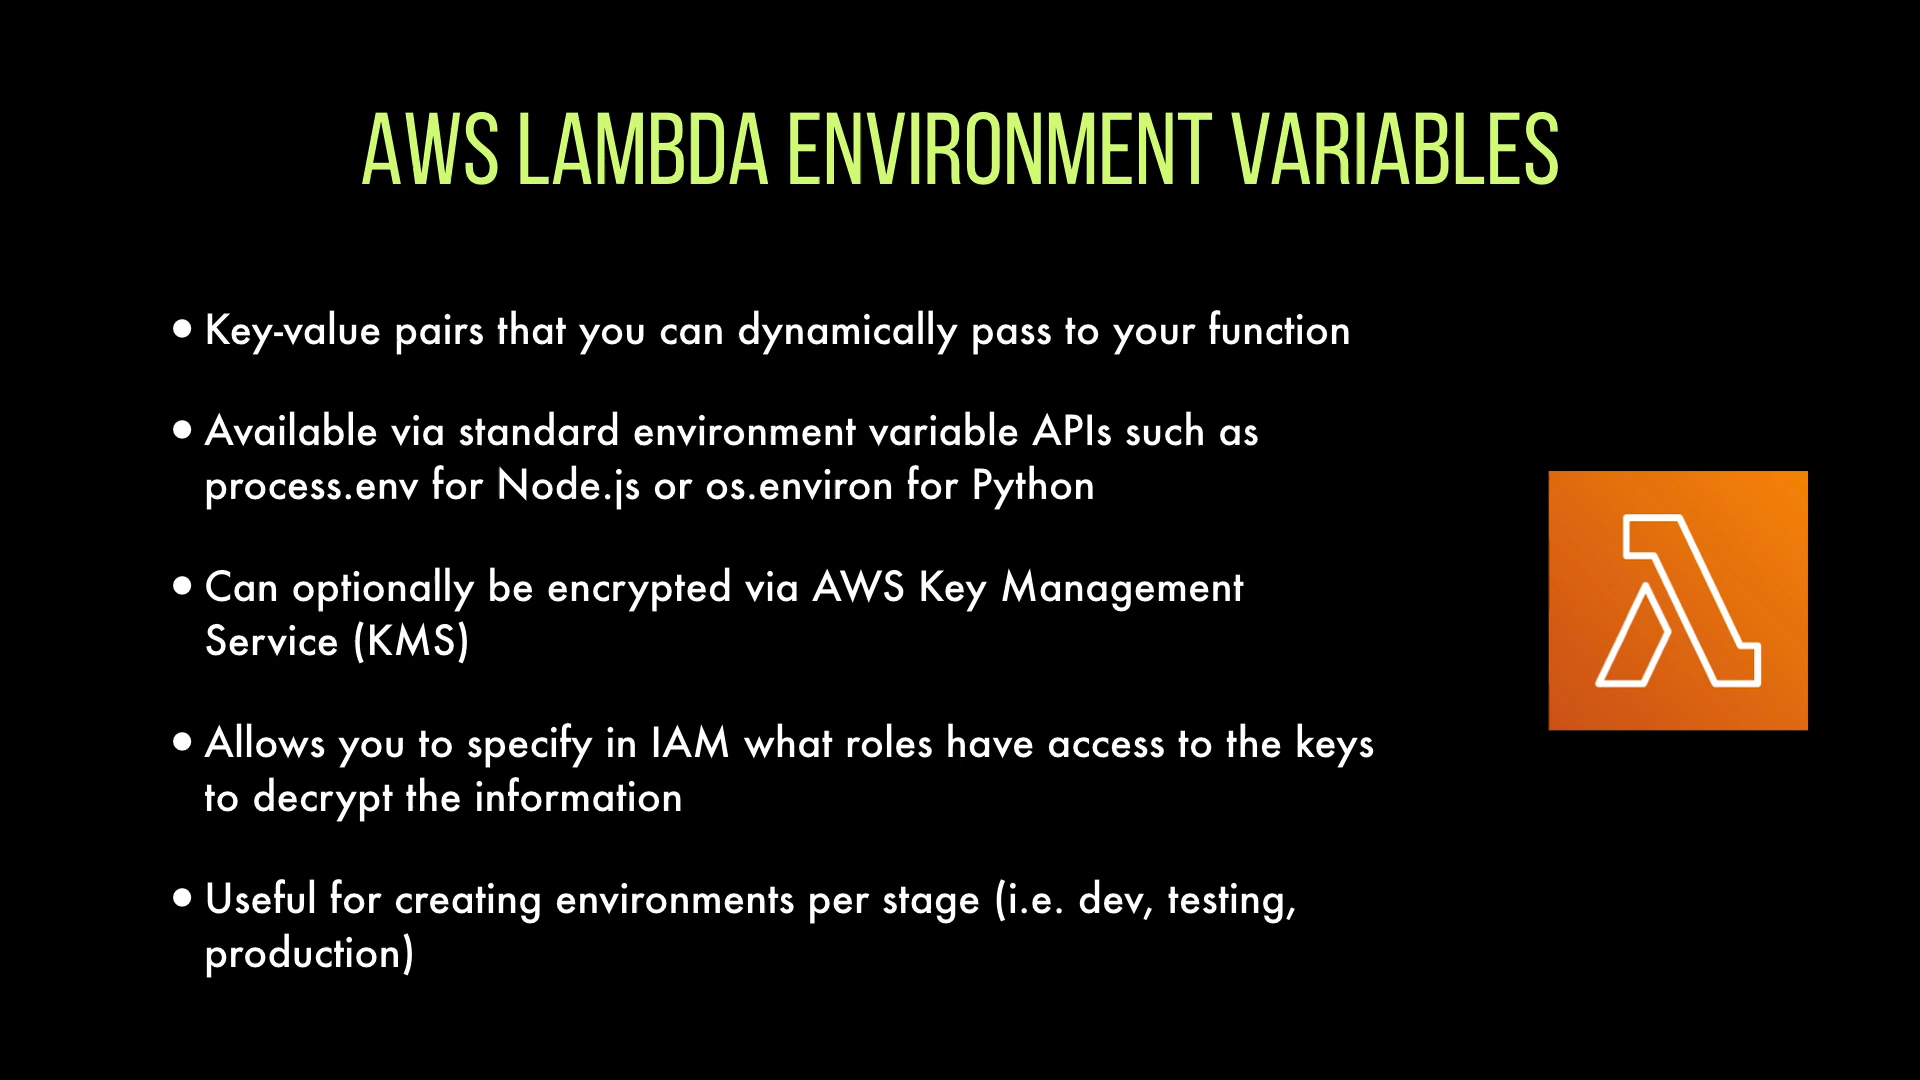 AWS LAMBDA ENVIRONMENT VARIABLES
• Key-value pairs that you can dynamically pass to your function
• Available via standard environment variable APIs such as
process.env for Node.js or os.environ for Python
• Can optionally be encrypted via AWS Key Management
Service (KMS)
• Allows you to specify in IAM what roles have access to the keys
to decrypt the information
• Useful for creating environments per stage (i.e. dev, testing,
production)